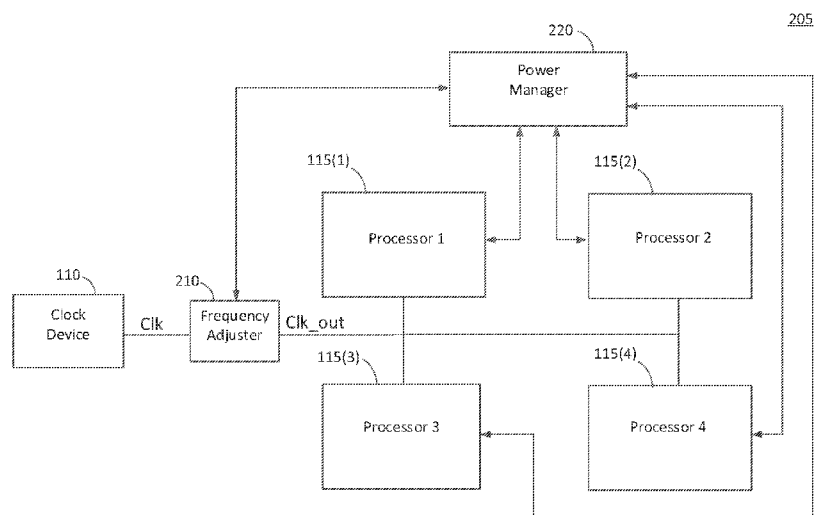 205
220
Power
Manager
115(1)
115(2)
Processor 1
Processor 2
110
210
Clock
Device
Clk
Frequency
Adjuster
Clk_out
115(3)
115(4)
Processor 3
Processor 4